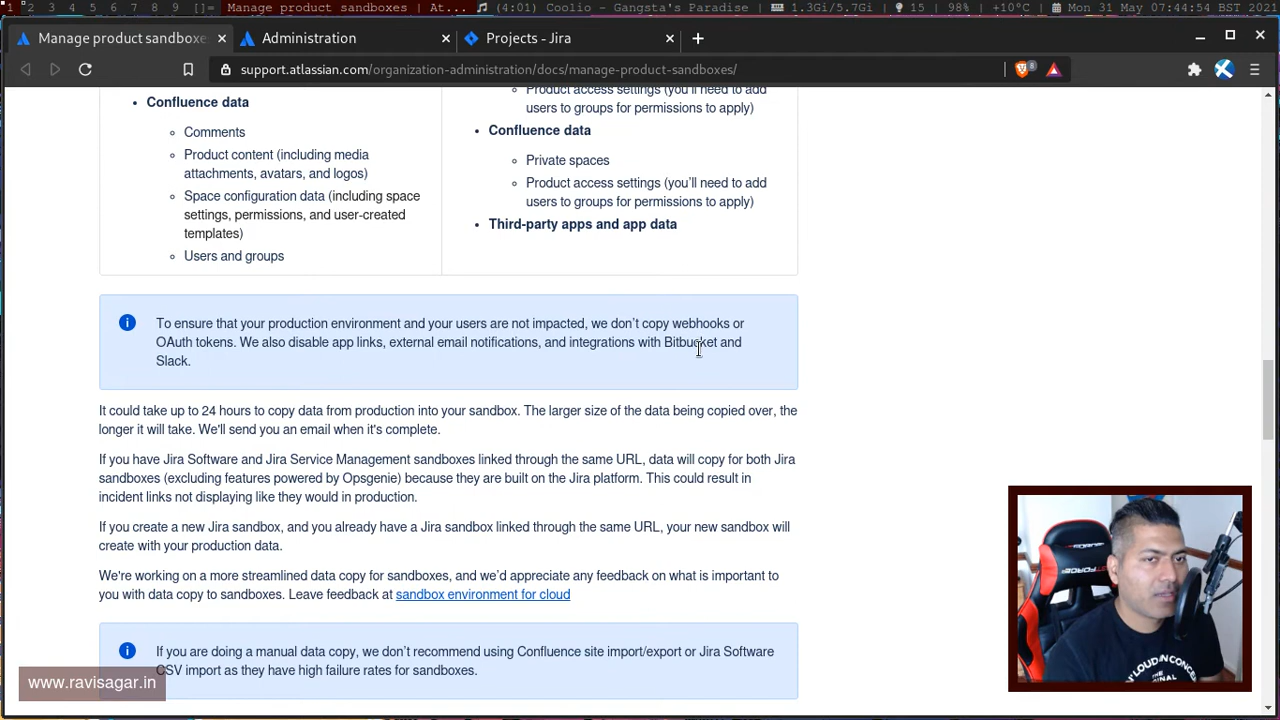 1 2 3 4 5 6 7 8 9 []= Manage product sandboxes | At... (4:01) Coolio - Gangsta's Paradise 1.3Gi/5.7Gi 15 98% +10°C Mon 31 May 04:44:54 BST 2021
Manage product sandboxe
Administration
Projects - Jira
support.atlassian.com/organization-administration/docs/manage-product-sandboxes/
Confluence data
Comments
Product content (including media
attachments, avatars, and logos)
Space configuration data (including space
settings, permissions, and user-created
templates)
Users and groups
Product access settings (you'll need to add
users to groups for permissions to apply)
Confluence data
Private spaces
Product access settings (you'll need to add
users to groups for permissions to apply)
Third-party apps and app data
To ensure that your production environment and your users are not impacted, we don't copy webhooks or
OAuth tokens. We also disable app links, external email notifications, and integrations with Bitbucket and
Slack.
It could take up to 24 hours to copy data from production into your sandbox. The larger size of the data being copied over, the
longer it will take. We'll send you an email when it's complete.
If you have Jira Software and Jira Service Management sandboxes linked through the same URL, data will copy for both Jira
sandboxes (excluding features powered by Opsgenie) because they are built on the Jira platform. This could result in
incident links not displaying like they would in production.
If you create a new Jira sandbox, and you already have a Jira sandbox linked through the same URL, your new sandbox will
create with your production data.
We're working on a more streamlined data copy for sandboxes, and we'd appreciate any feedback on what is important to
you with data copy to sandboxes. Leave feedback at sandbox environment for cloud
If you are doing a manual data copy, we don't recommend using Confluence site import/export or Jira Software
CSV import as they have high failure rates for sandboxes.
www.ravisagar.in